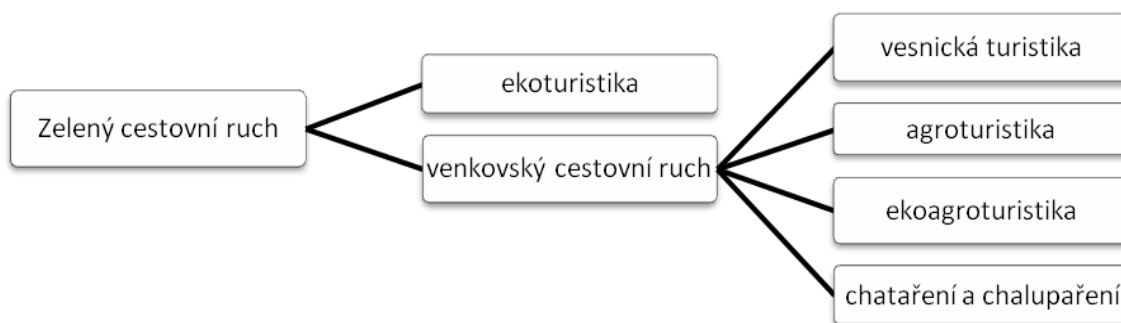 Zelený cestovní ruch
ekoturistika
venkovský cestovní ruch
vesnická turistika
agroturistika
ekoagroturistika
chataření a chalupaření